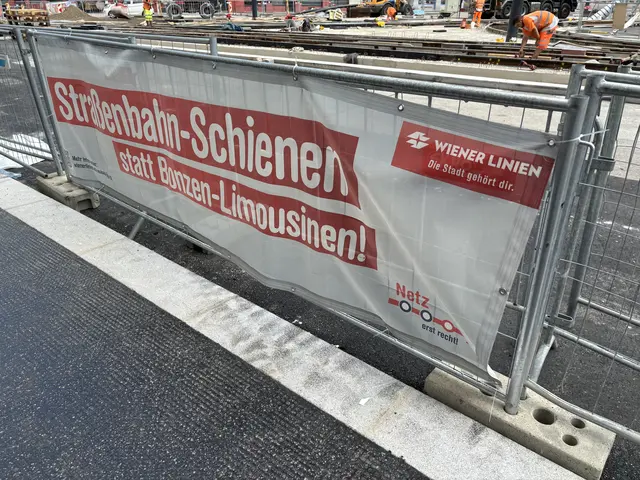 Straßenbahn-Schienen
statt Bonzen-Limousinen!
WIENER LINIEN
Die Stadt gehört dir.
Netz
erst recht!